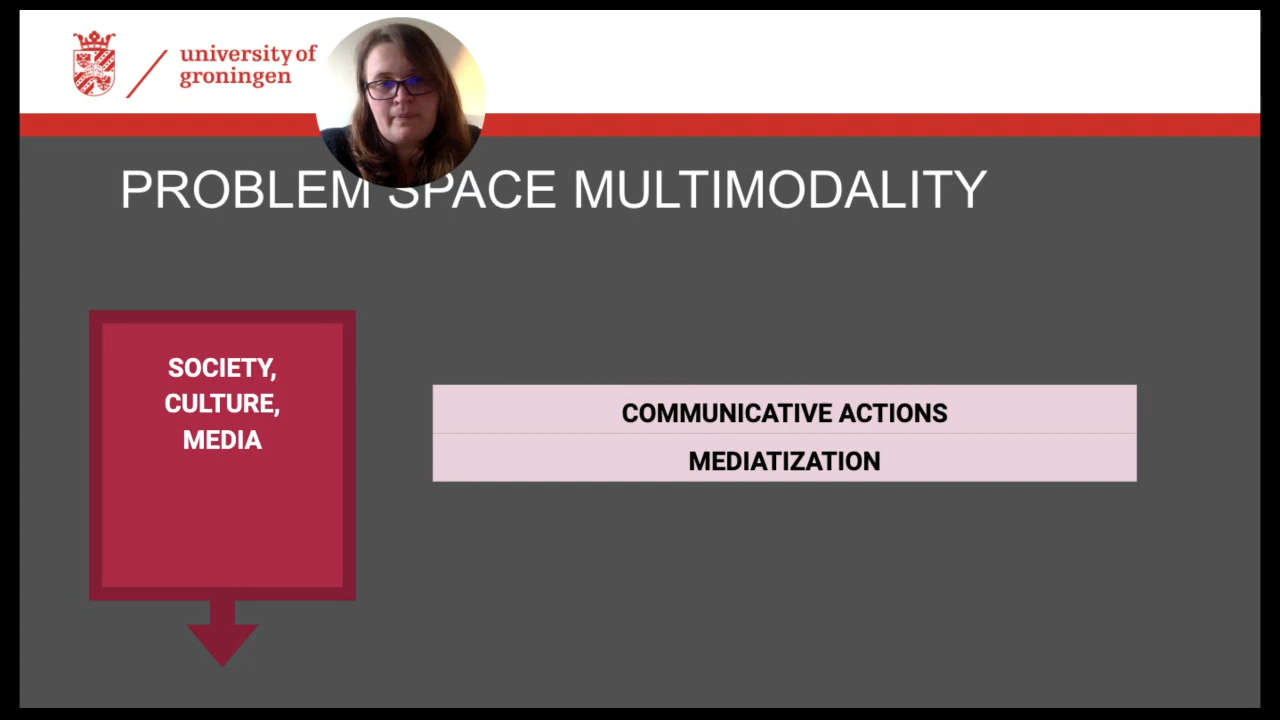 university of
groningen
PROBLEM SPACE MULTIMODALITY
SOCIETY,
CULTURE,
MEDIA
COMMUNICATIVE ACTIONS
MEDIATIZATION